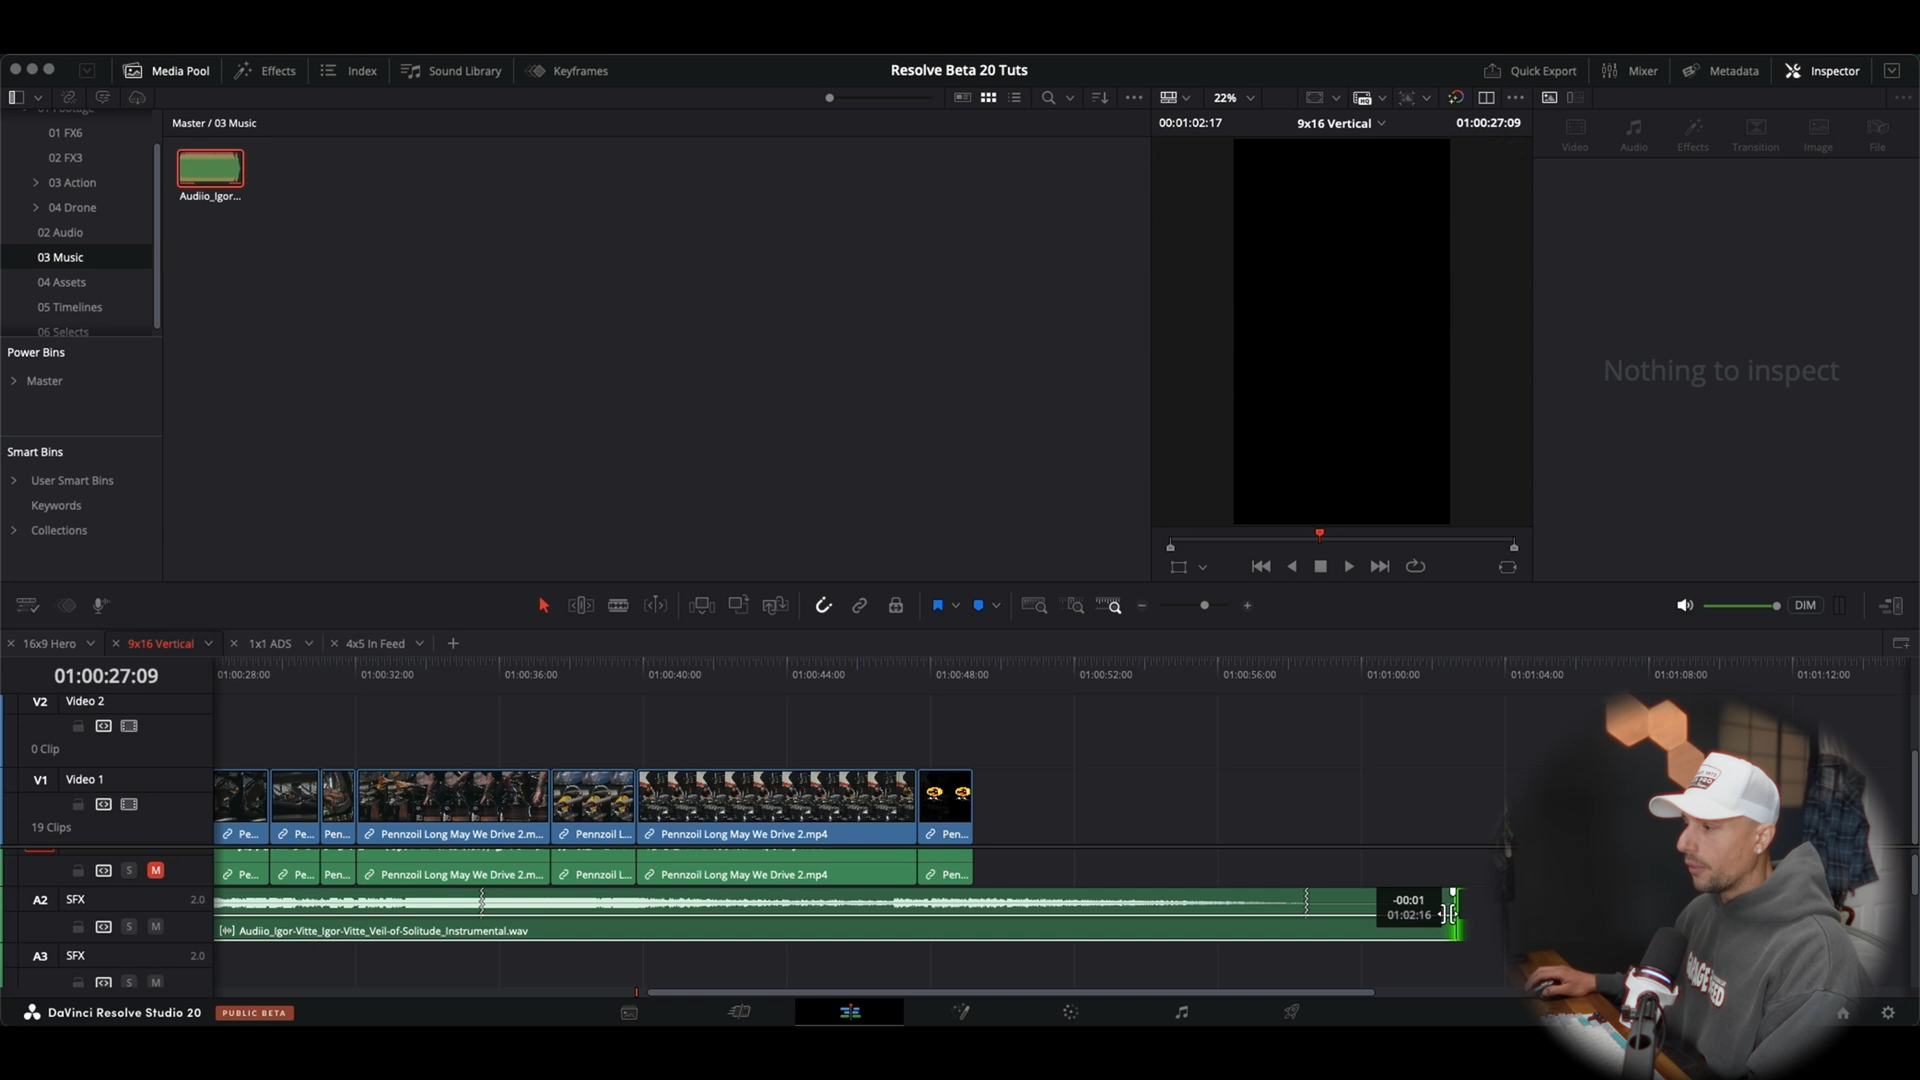 Media Pool
Effects
Index
Sound Library
Keyframes
Resolve Beta 20 Tuts
Quick Export
Mixer
Metadata
Inspector
22%
Master / 03 Music
00:01:02:17
9x16 Vertical
01:00:27:09
01 FX6
02 FX3
03 Action
04 Drone
02 Audio
03 Music
04 Assets
05 Timelines
06 Selects
Audiio_Igor...
Video
Audio
Effects
Transition
Image
File
Nothing to inspect
Power Bins
Master
Smart Bins
User Smart Bins
Keywords
Collections
DIM
16x9 Hero
9x16 Vertical
1x1 ADS
4x5 In Feed
01:00:27:09
01:00:28:00
01:00:32:00
01:00:36:00
01:00:40:00
01:00:44:00
01:00:48:00
01:00:52:00
01:00:56:00
01:01:00:00
01:01:04:00
01:01:08:00
01:01:12:00
V2
Video 2
0 Clip
V1
Video 1
19 Clips
Pe...
Pe...
Pen...
Pennzoil Long May We Drive 2.m...
Pennzoil L...
Pennzoil Long May We Drive 2.mp4
Pen...
S
M
Pe...
Pe...
Pen...
Pennzoil Long May We Drive 2.m...
Pennzoil L...
Pennzoil Long May We Drive 2.mp4
Pen...
A2
SFX
2.0
-00:01
01:02:16
S
M
Audiio_Igor-Vitte_Igor-Vitte_Veil-of-Solitude_Instrumental.wav
A3
SFX
2.0
S
M
DaVinci Resolve Studio 20
PUBLIC BETA